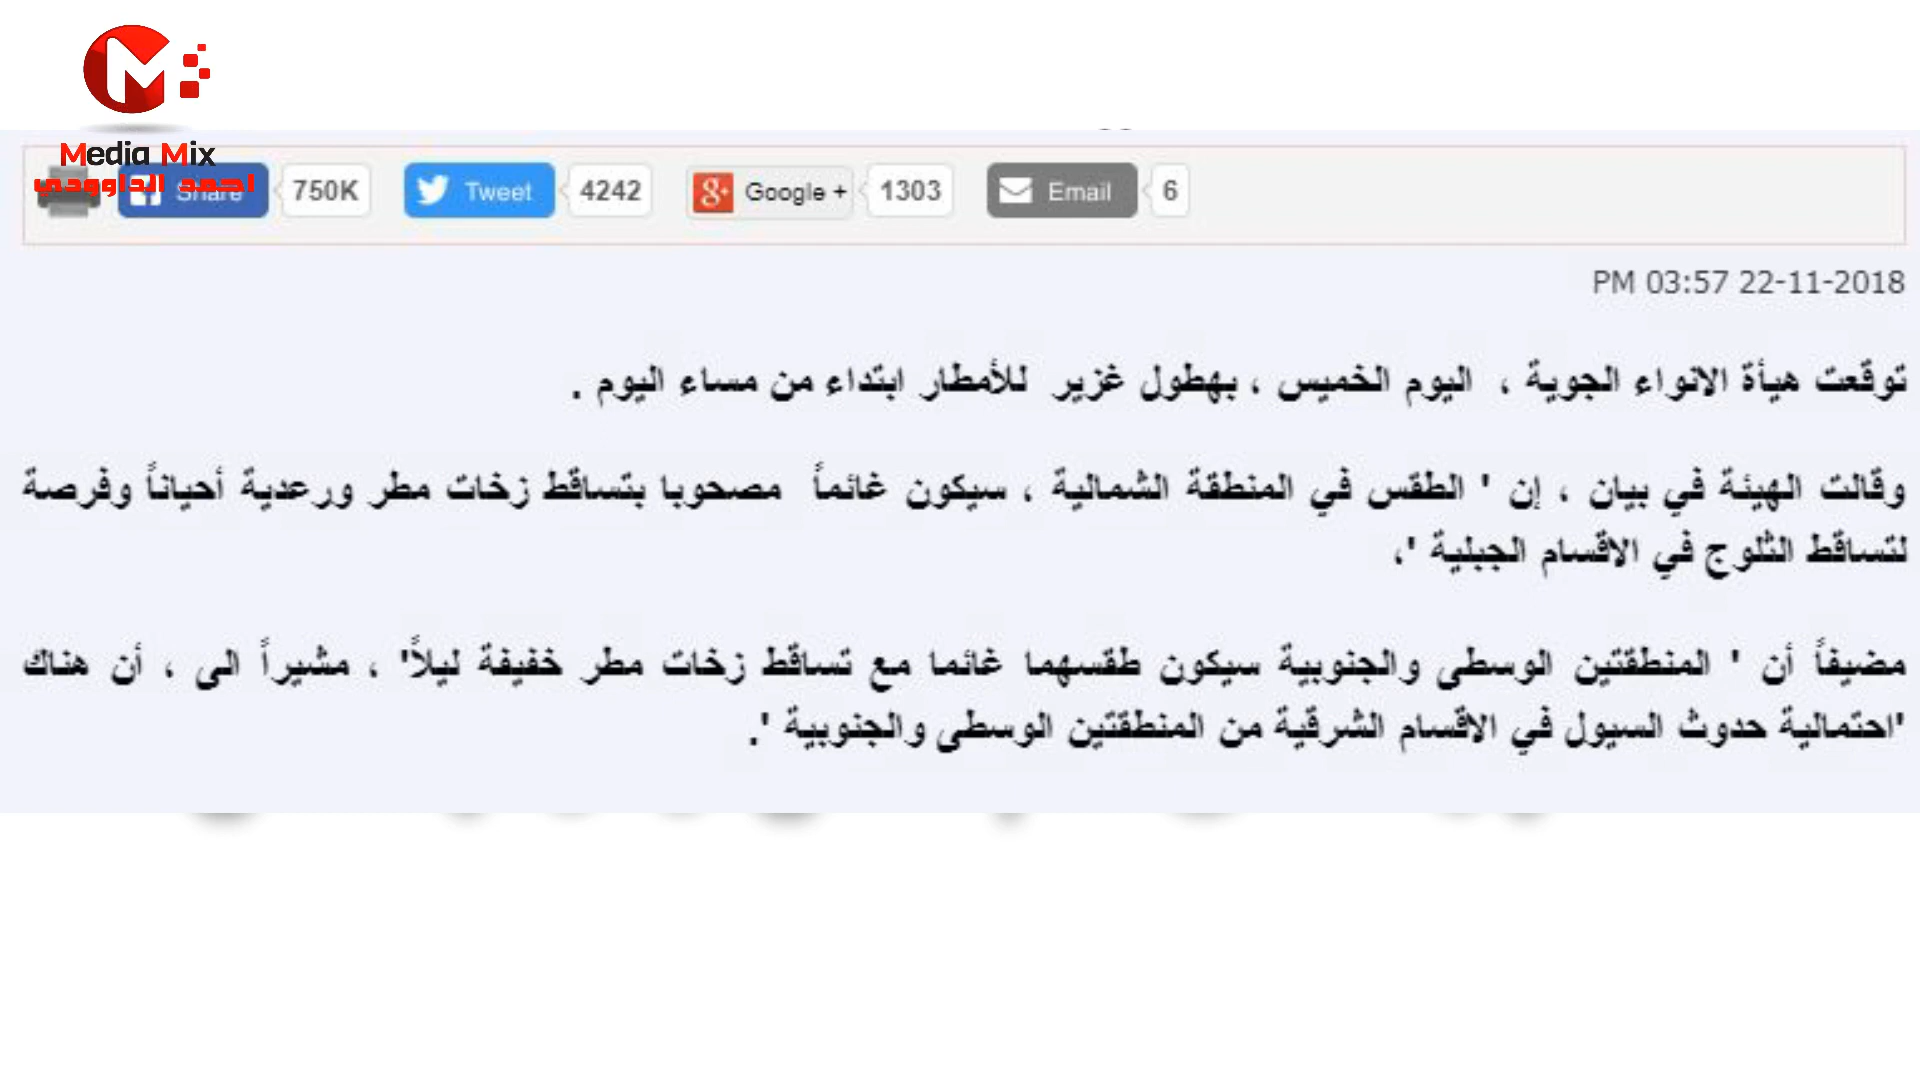 Media Mix
احمد الداوودي
Share 750K Tweet 4242 Google + 1303 Email 6
PM 03:57 22-11-2018
توقعت هيأة الانواء الجوية ، اليوم الخميس ، بهطول غزير للأمطار ابتداء من مساء اليوم .
وقالت الهيئة في بيان ، إن ' الطقس في المنطقة الشمالية ، سيكون غائماً مصحوبا بتساقط زخات مطر ورعدية أحياناً وفرصة
لتساقط الثلوج في الاقسام الجبلية '،
مضيفاً أن ' المنطقتين الوسطى والجنوبية سيكون طقسهما غائما مع تساقط زخات مطر خفيفة ليلاً' ، مشيراً الى ، أن هناك
'احتمالية حدوث السيول في الاقسام الشرقية من المنطقتين الوسطى والجنوبية '.